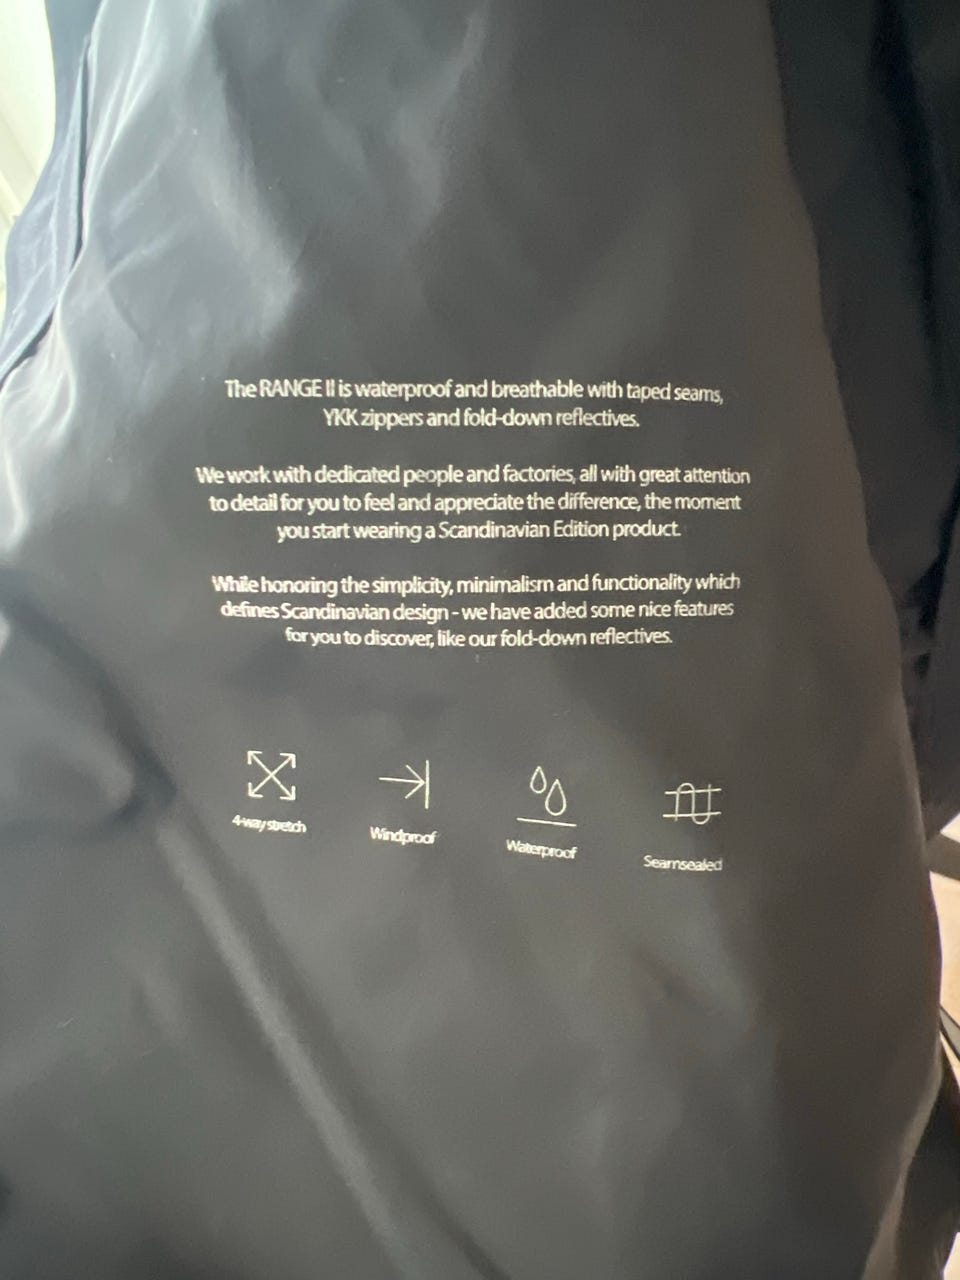 The RANGE II is waterproof and breathable with taped seams,
YKK zippers and fold-down reflectives.
We work with dedicated people and factories, all with great attention
to detail for you to feel and appreciate the difference, the moment
you start wearing a Scandinavian Edition product.
While honoring the simplicity, minimalism and functionality which
defines Scandinavian design - we have added some nice features
for you to discover, like our fold-down reflectives.
4-way stretch
Windproof
Waterproof
Seamsealed